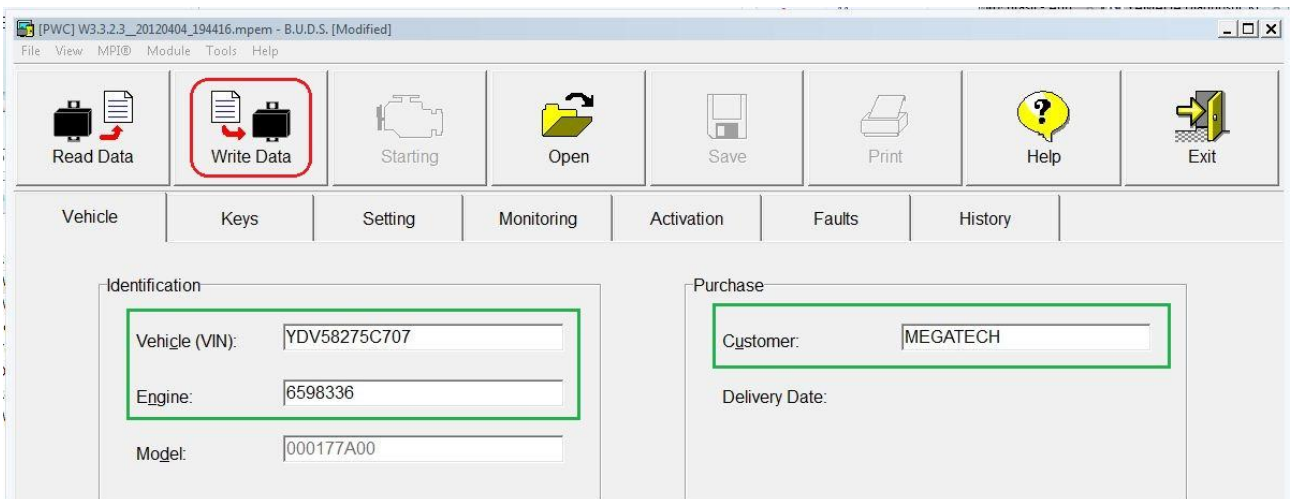 [PWC] W3.3.2.3__20120404_194416.mpem - B.U.D.S. [Modified]
File View MPI® Module Tools Help
Read Data Write Data Starting Open Save Print Help Exit
Vehicle Keys Setting Monitoring Activation Faults History
Identification Purchase
Vehicle (VIN): YDV58275C707 Customer: MEGATECH
Engine: 6598336 Delivery Date:
Model: 000177A00